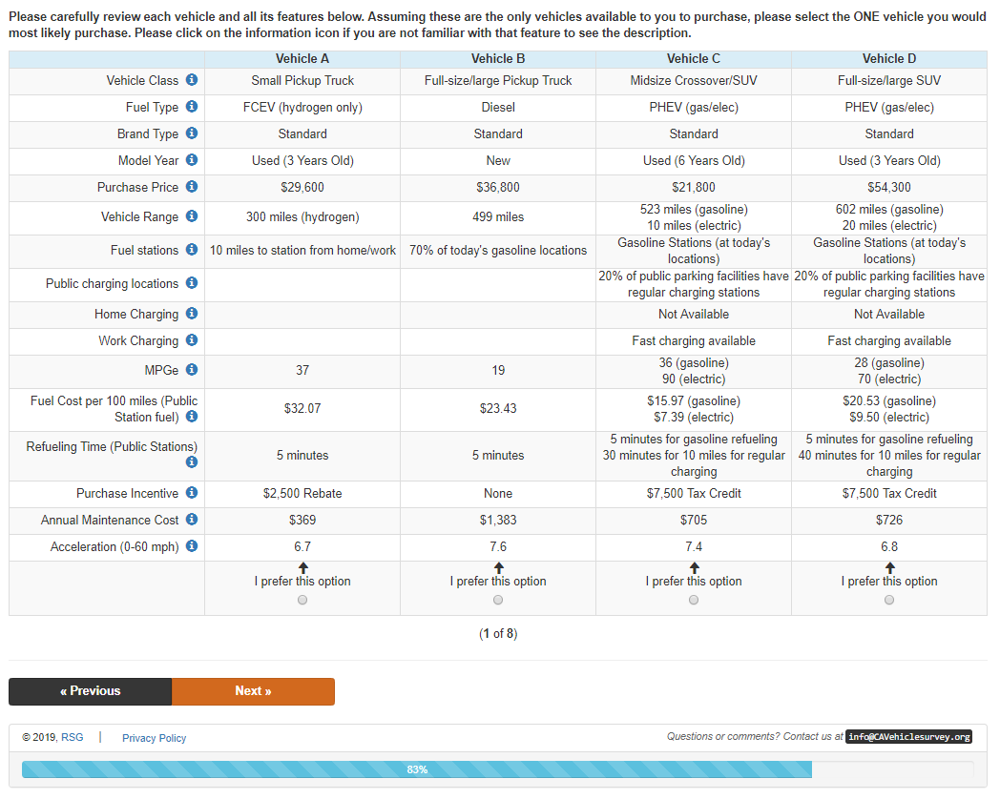 Please carefully review each vehicle and all its features below. Assuming these are the only vehicles available to you to purchase, please select the ONE vehicle you would
most likely purchase. Please click on the information icon if you are not familiar with that feature to see the description.
Vehicle A Vehicle B Vehicle C Vehicle D
Vehicle Class Small Pickup Truck Full-size/large Pickup Truck Midsize Crossover/SUV Full-size/large SUV
Fuel Type FCEV (hydrogen only) Diesel PHEV (gas/elec) PHEV (gas/elec)
Brand Type Standard Standard Standard Standard
Model Year Used (3 Years Old) New Used (6 Years Old) Used (3 Years Old)
Purchase Price $29,600 $36,800 $21,800 $54,300
Vehicle Range 300 miles (hydrogen) 499 miles 523 miles (gasoline) 602 miles (gasoline)
10 miles (electric) 20 miles (electric)
Fuel stations 10 miles to station from home/work 70% of today's gasoline locations Gasoline Stations (at today's Gasoline Stations (at today's
locations) locations)
Public charging locations 20% of public parking facilities have 20% of public parking facilities have
regular charging stations regular charging stations
Home Charging Not Available Not Available
Work Charging Fast charging available Fast charging available
MPGe 37 19 36 (gasoline) 28 (gasoline)
90 (electric) 70 (electric)
Fuel Cost per 100 miles (Public
Station fuel) $32.07 $23.43 $15.97 (gasoline) $20.53 (gasoline)
$7.39 (electric) $9.50 (electric)
Refueling Time (Public Stations) 5 minutes 5 minutes 5 minutes for gasoline refueling 5 minutes for gasoline refueling
30 minutes for 10 miles for regular 40 minutes for 10 miles for regular
charging charging
Purchase Incentive $2,500 Rebate None $7,500 Tax Credit $7,500 Tax Credit
Annual Maintenance Cost $369 $1,383 $705 $726
Acceleration (0-60 mph) 6.7 7.6 7.4 6.8
I prefer this option I prefer this option I prefer this option I prefer this option
(1 of 8)
« Previous Next »
© 2019, RSG | Privacy Policy Questions or comments? Contact us at info@CAVehiclesurvey.org
83%